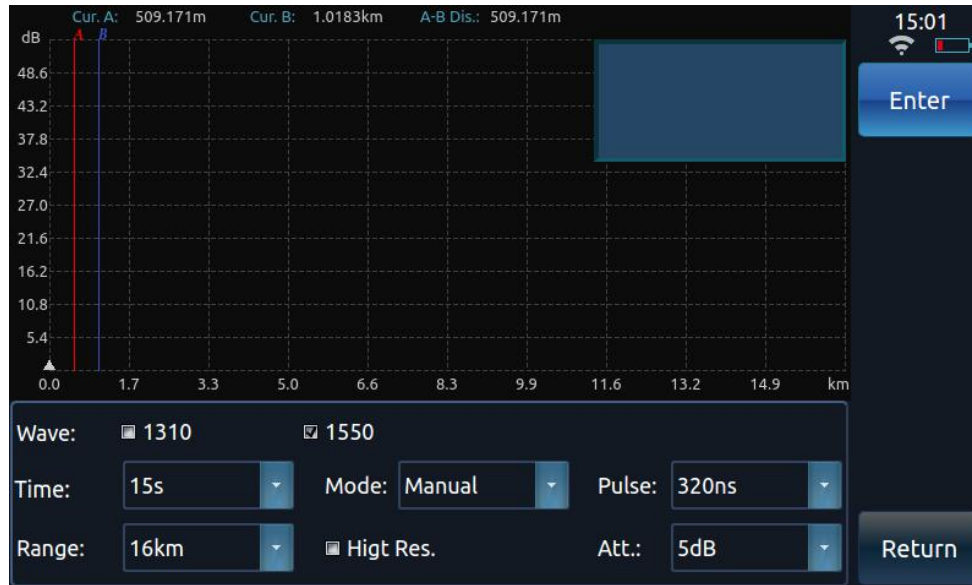 Cur. A: 509.171m Cur. B: 1.0183km A-B Dis.: 509.171m
15:01
dB A B
48.6
43.2
37.8
32.4
27.0
21.6
16.2
10.8
5.4
0.0 1.7 3.3 5.0 6.6 8.3 9.9 11.6 13.2 14.9 km
Enter
Wave: 1310 1550
Time: 15s Mode: Manual Pulse: 320ns
Range: 16km Higt Res. Att.: 5dB
Return